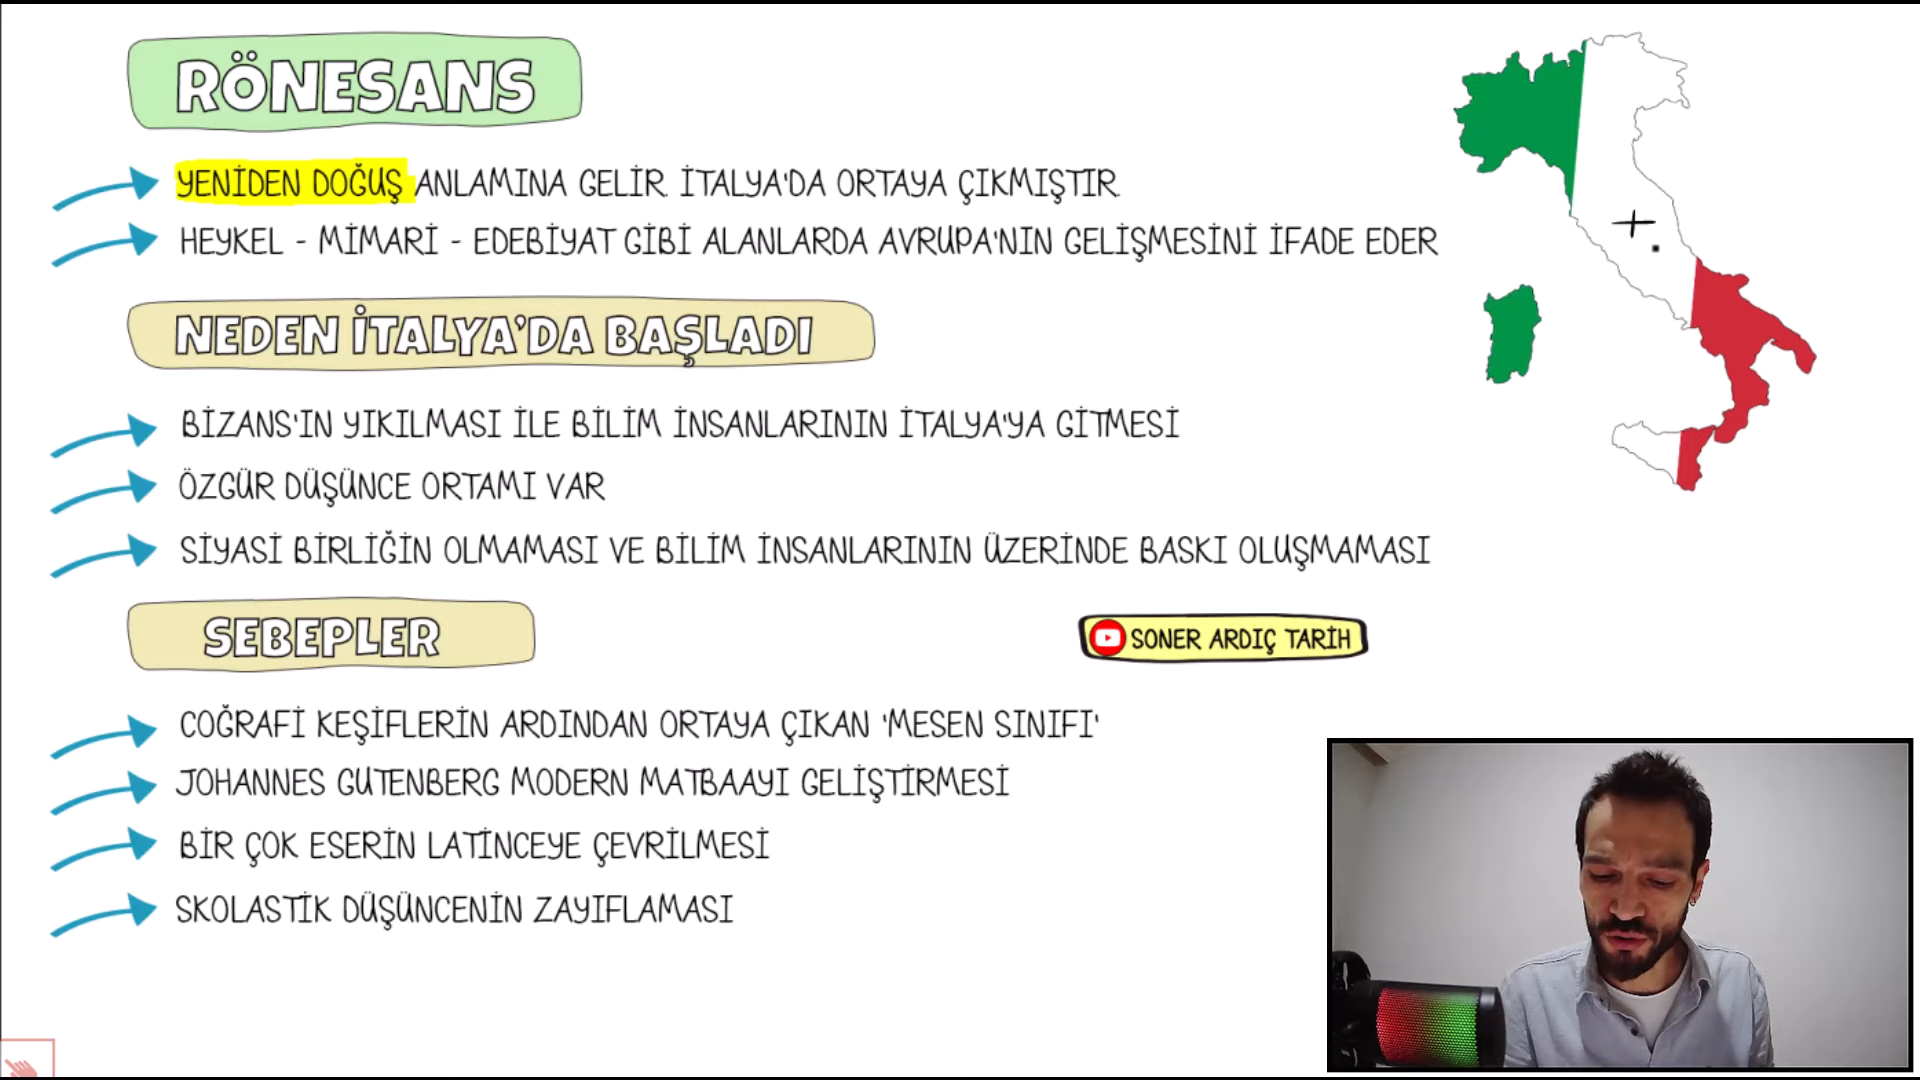 RÖNESANS
YENİDEN DOĞUŞ ANLAMINA GELİR. İTALYA'DA ORTAYA ÇIKMIŞTIR.
HEYKEL - MİMARİ - EDEBİYAT GİBİ ALANLARDA AVRUPA'NIN GELİŞMESİNİ İFADE EDER
NEDEN İTALYA'DA BAŞLADI
BİZANS'IN YIKILMASI İLE BİLİM İNSANLARININ İTALYA'YA GİTMESİ
ÖZGÜR DÜŞÜNCE ORTAMI VAR
SİYASİ BİRLİĞİN OLMAMASI VE BİLİM İNSANLARININ ÜZERİNDE BASKI OLUŞMAMASI
SEBEPLER
SONER ARDIÇ TARİH
COĞRAFİ KEŞİFLERİN ARDINDAN ORTAYA ÇIKAN 'MESEN SINIFI'
JOHANNES GUTENBERG MODERN MATBAAYI GELİŞTİRMESİ
BİR ÇOK ESERİN LATİNCEYE ÇEVRİLMESİ
SKOLASTİK DÜŞÜNCENİN ZAYIFLAMASI